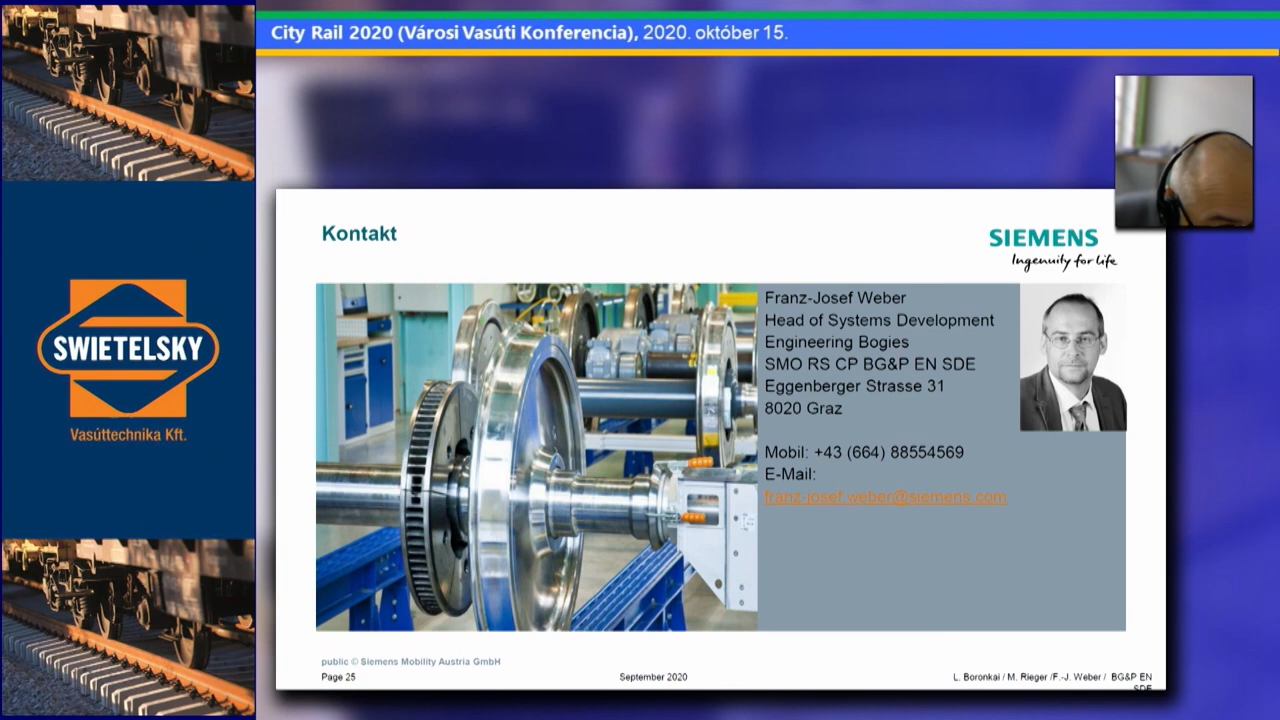 City Rail 2020 (Városi Vasúti Konferencia), 2020. október 15.
SWIETELSKY
Vasúttechnika Kft.
Kontakt
SIEMENS
Ingenuity for life
Franz-Josef Weber
Head of Systems Development
Engineering Bogies
SMO RS CP BG&P EN SDE
Eggenberger Strasse 31
8020 Graz
Mobil: +43 (664) 88554569
E-Mail:
franz-josef.weber@siemens.com
public © Siemens Mobility Austria GmbH
Page 25
September 2020
L. Boronkai / M. Rieger /F.-J. Weber / BG&P EN
SDE